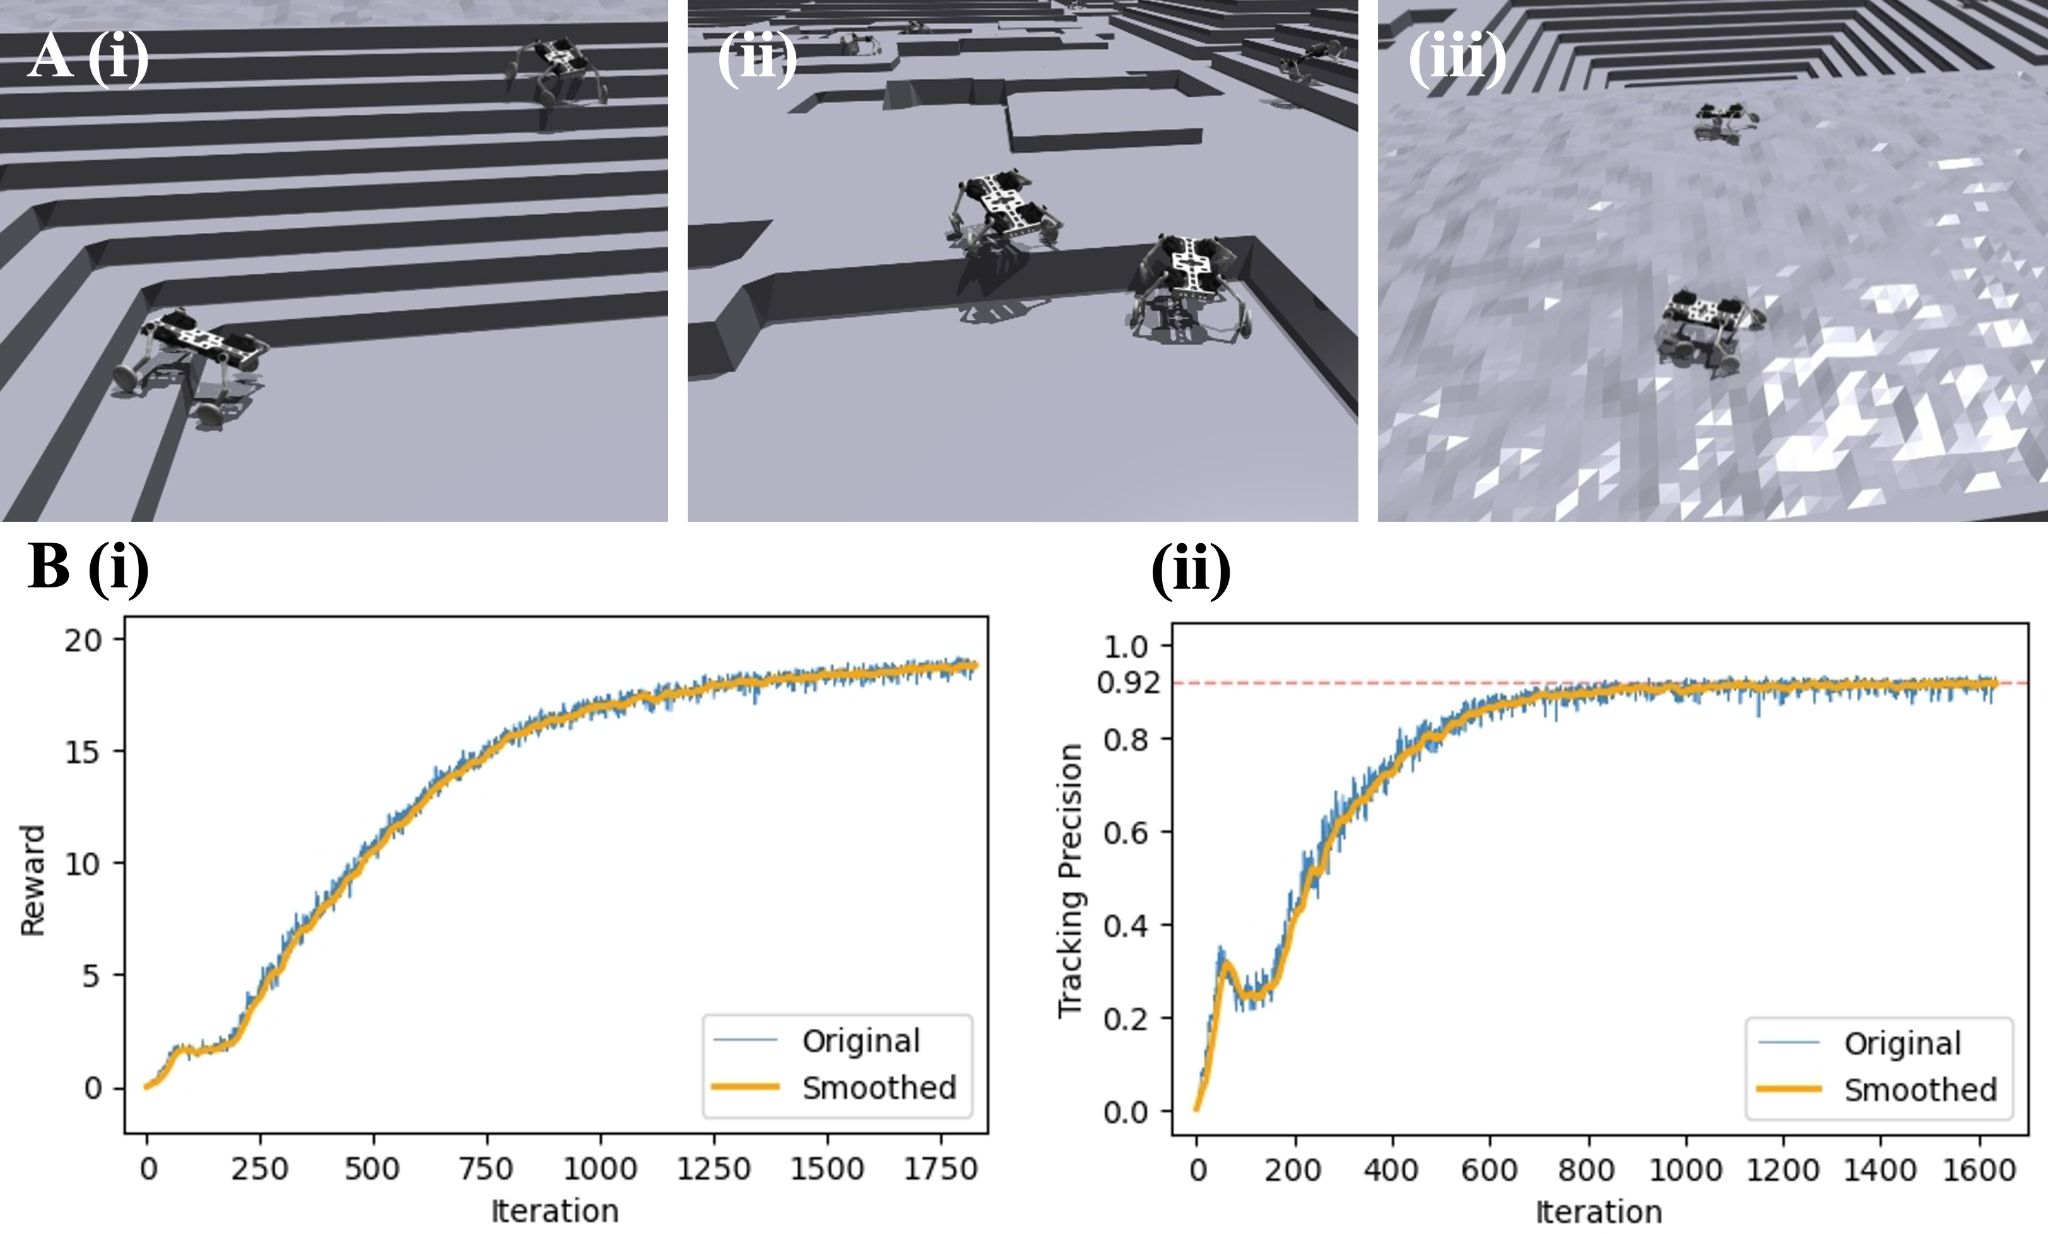 A (i)
(ii)
(iii)
B (i)
(ii)
20
15
10
5
0
Reward
0 250 500 750 1000 1250 1500 1750
Iteration
Original
Smoothed
1.0
0.92
0.8
0.6
0.4
0.2
0.0
Tracking Precision
0 200 400 600 800 1000 1200 1400 1600
Iteration
Original
Smoothed